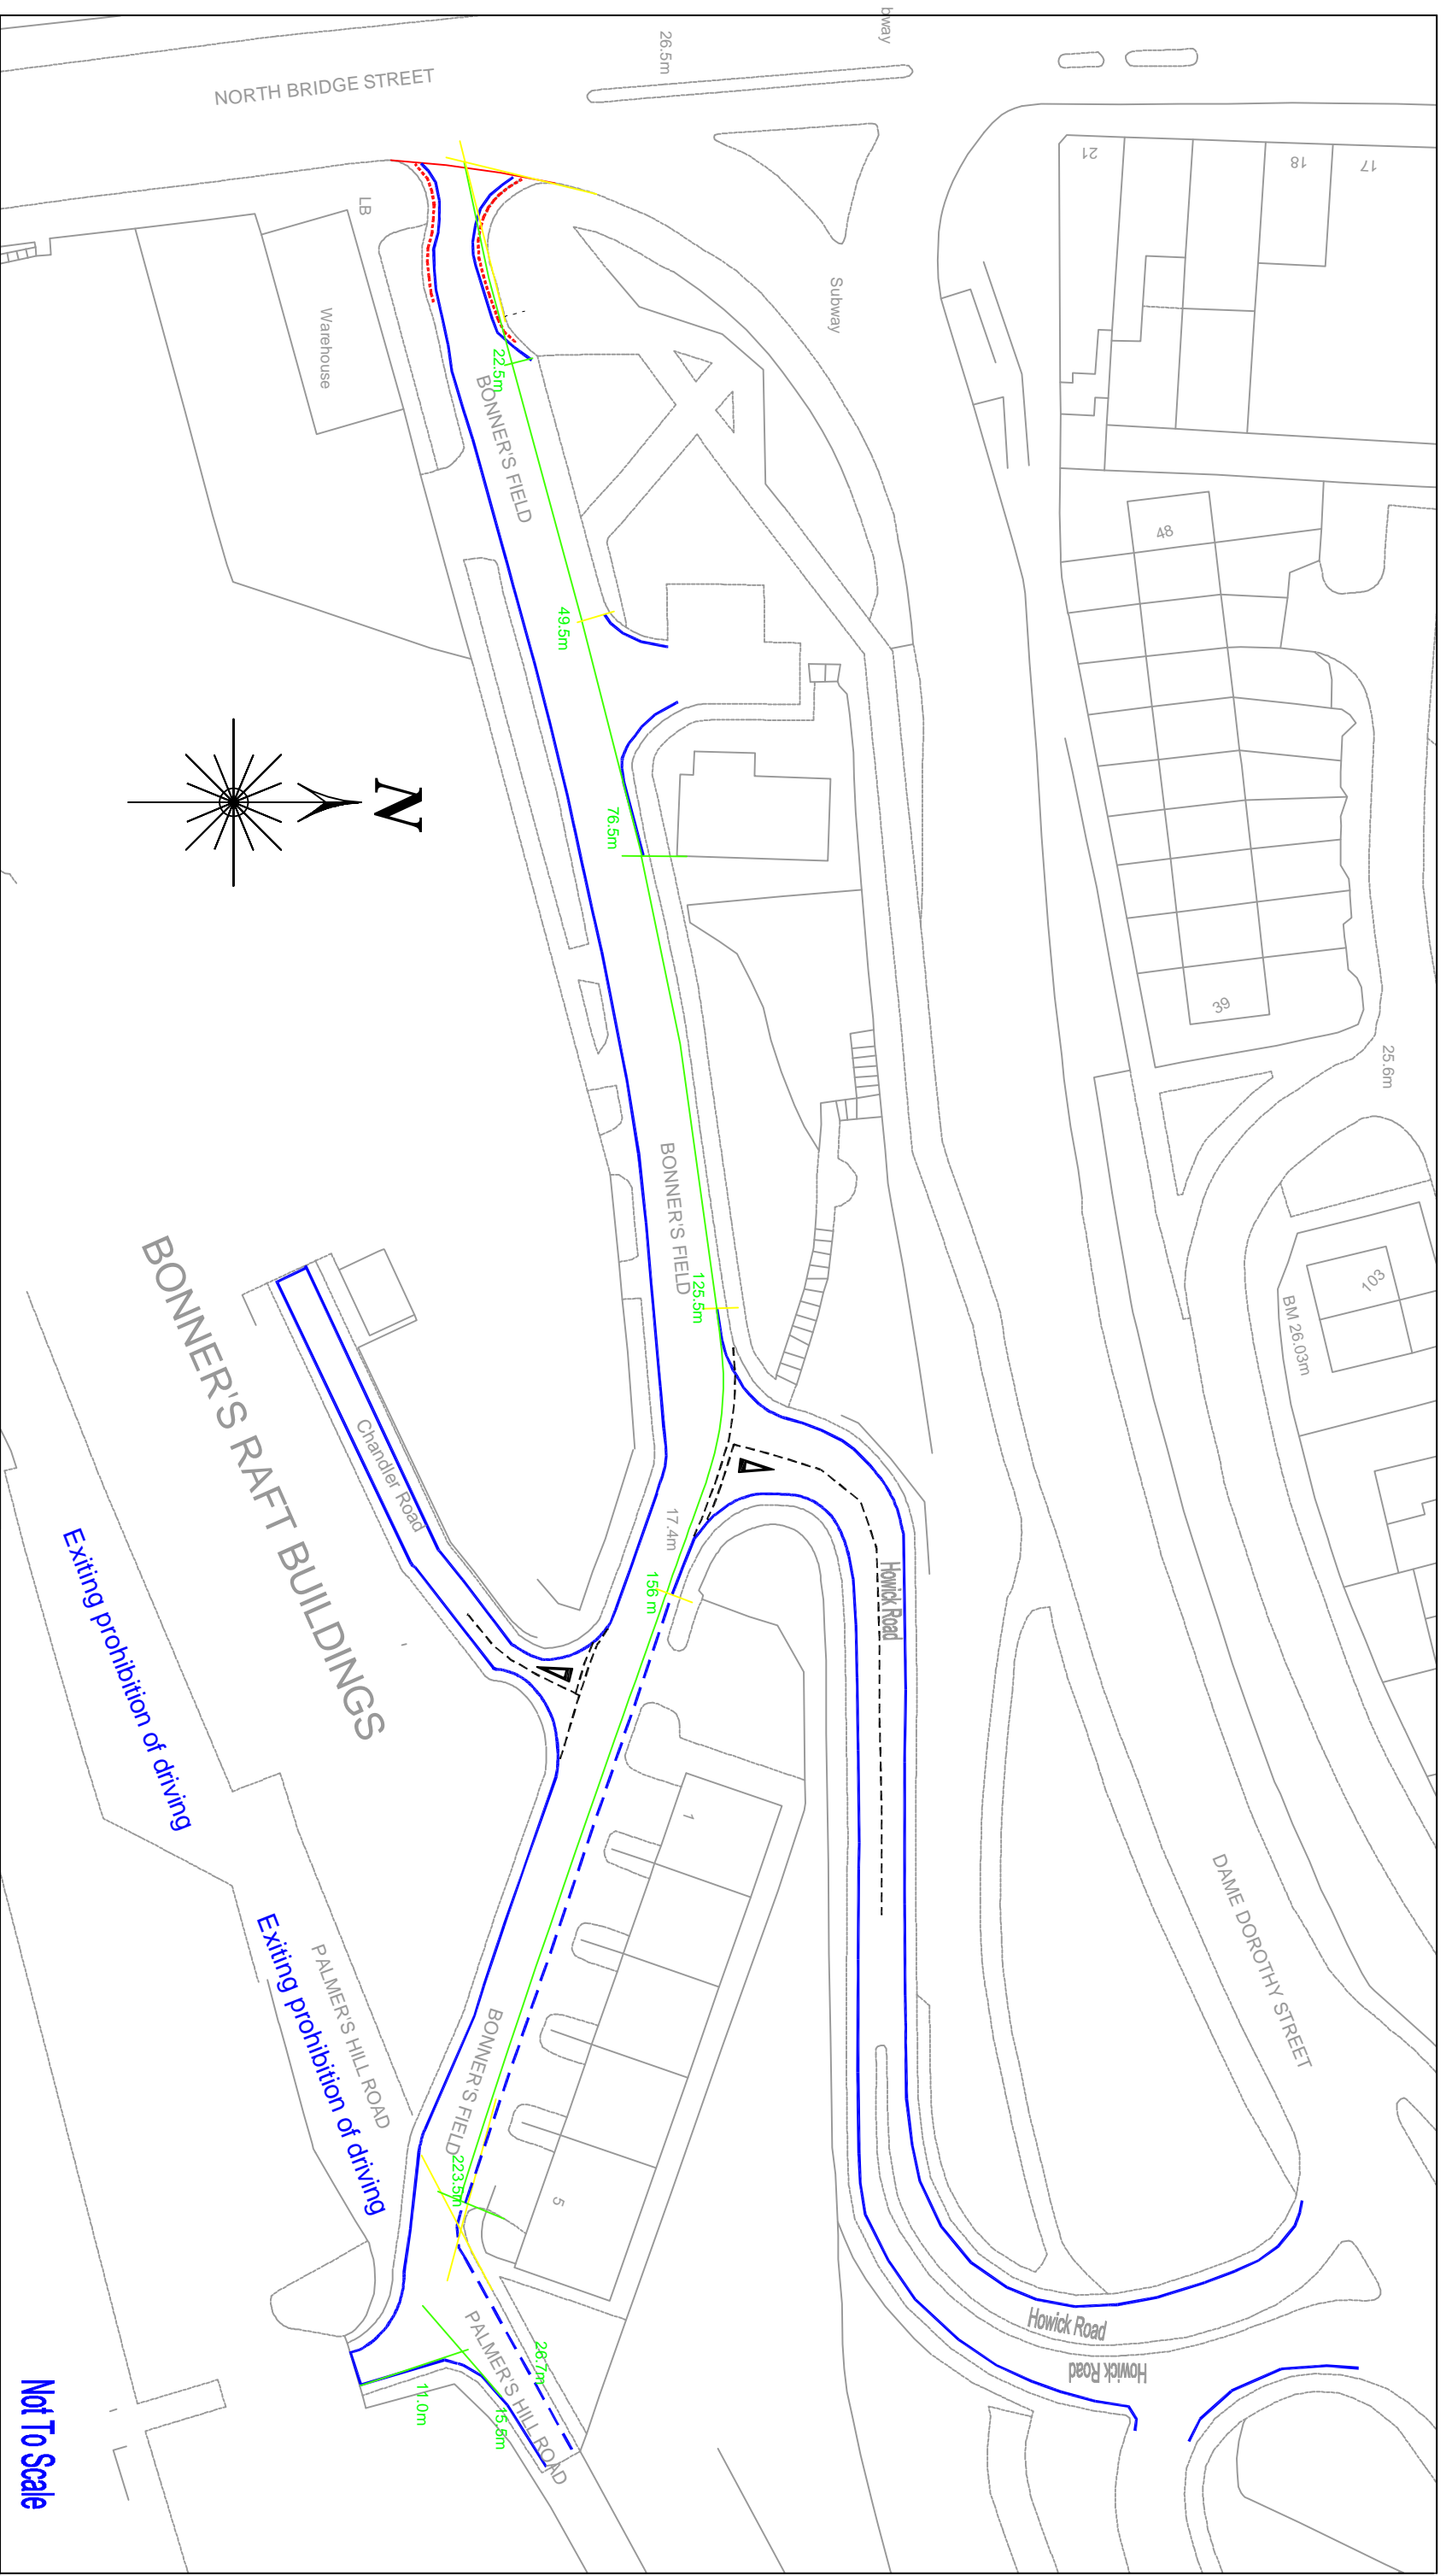 NORTH BRIDGE STREET
26.5m
bway
21
18
17
LB
Warehouse
Subway
22.5m
BONNER'S FIELD
48
49.5m
N
76.5m
39
25.6m
BONNER'S FIELD
125.5m
103
BM 26.03m
BONNER'S RAFT BUILDINGS
Chandler Road
17.4m
156 m
Howick Road
Exiting prohibition of driving
1
DAME DOROTHY STREET
PALMER'S HILL ROAD
Exiting prohibition of driving
BONNER'S FIELD
223.5m
5
Howick Road
Howick Road
PALMER'S HILL ROAD
26.7m
11.0m
15.8m
Not To Scale